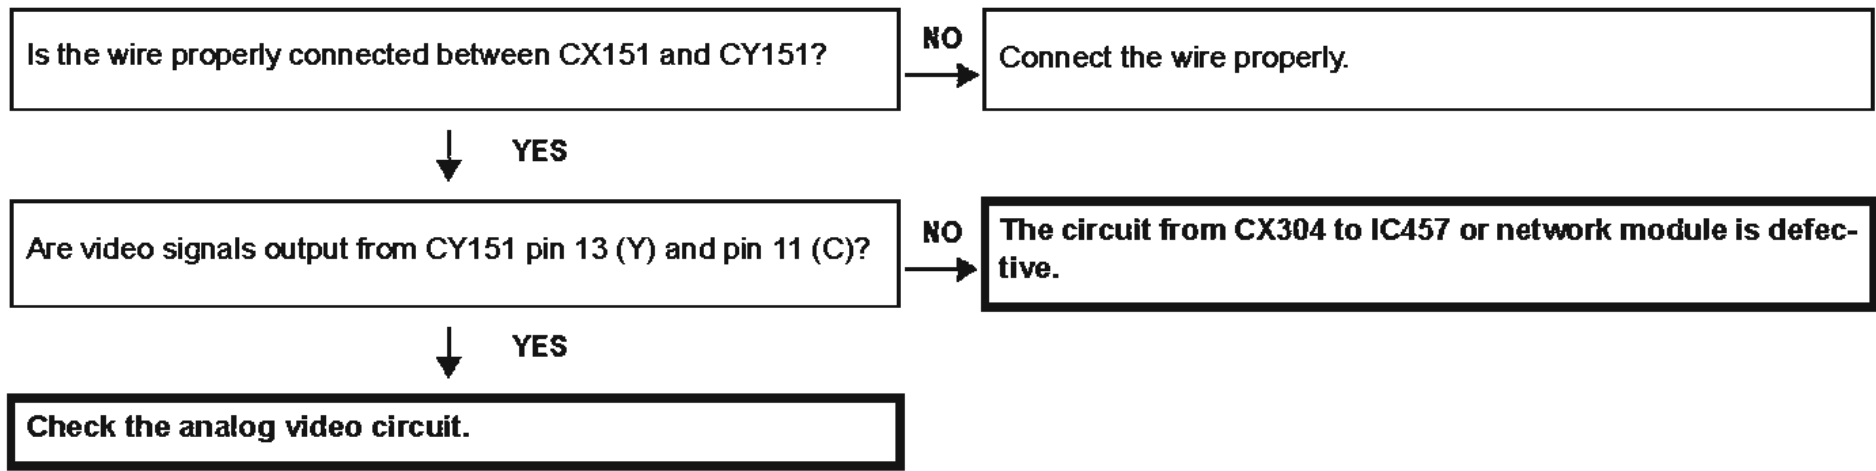 Is the wire properly connected between CX151 and CY151?
NO
Connect the wire properly.
YES
Are video signals output from CY151 pin 13 (Y) and pin 11 (C)?
NO
The circuit from CX304 to IC457 or network module is defec-
tive.
YES
Check the analog video circuit.